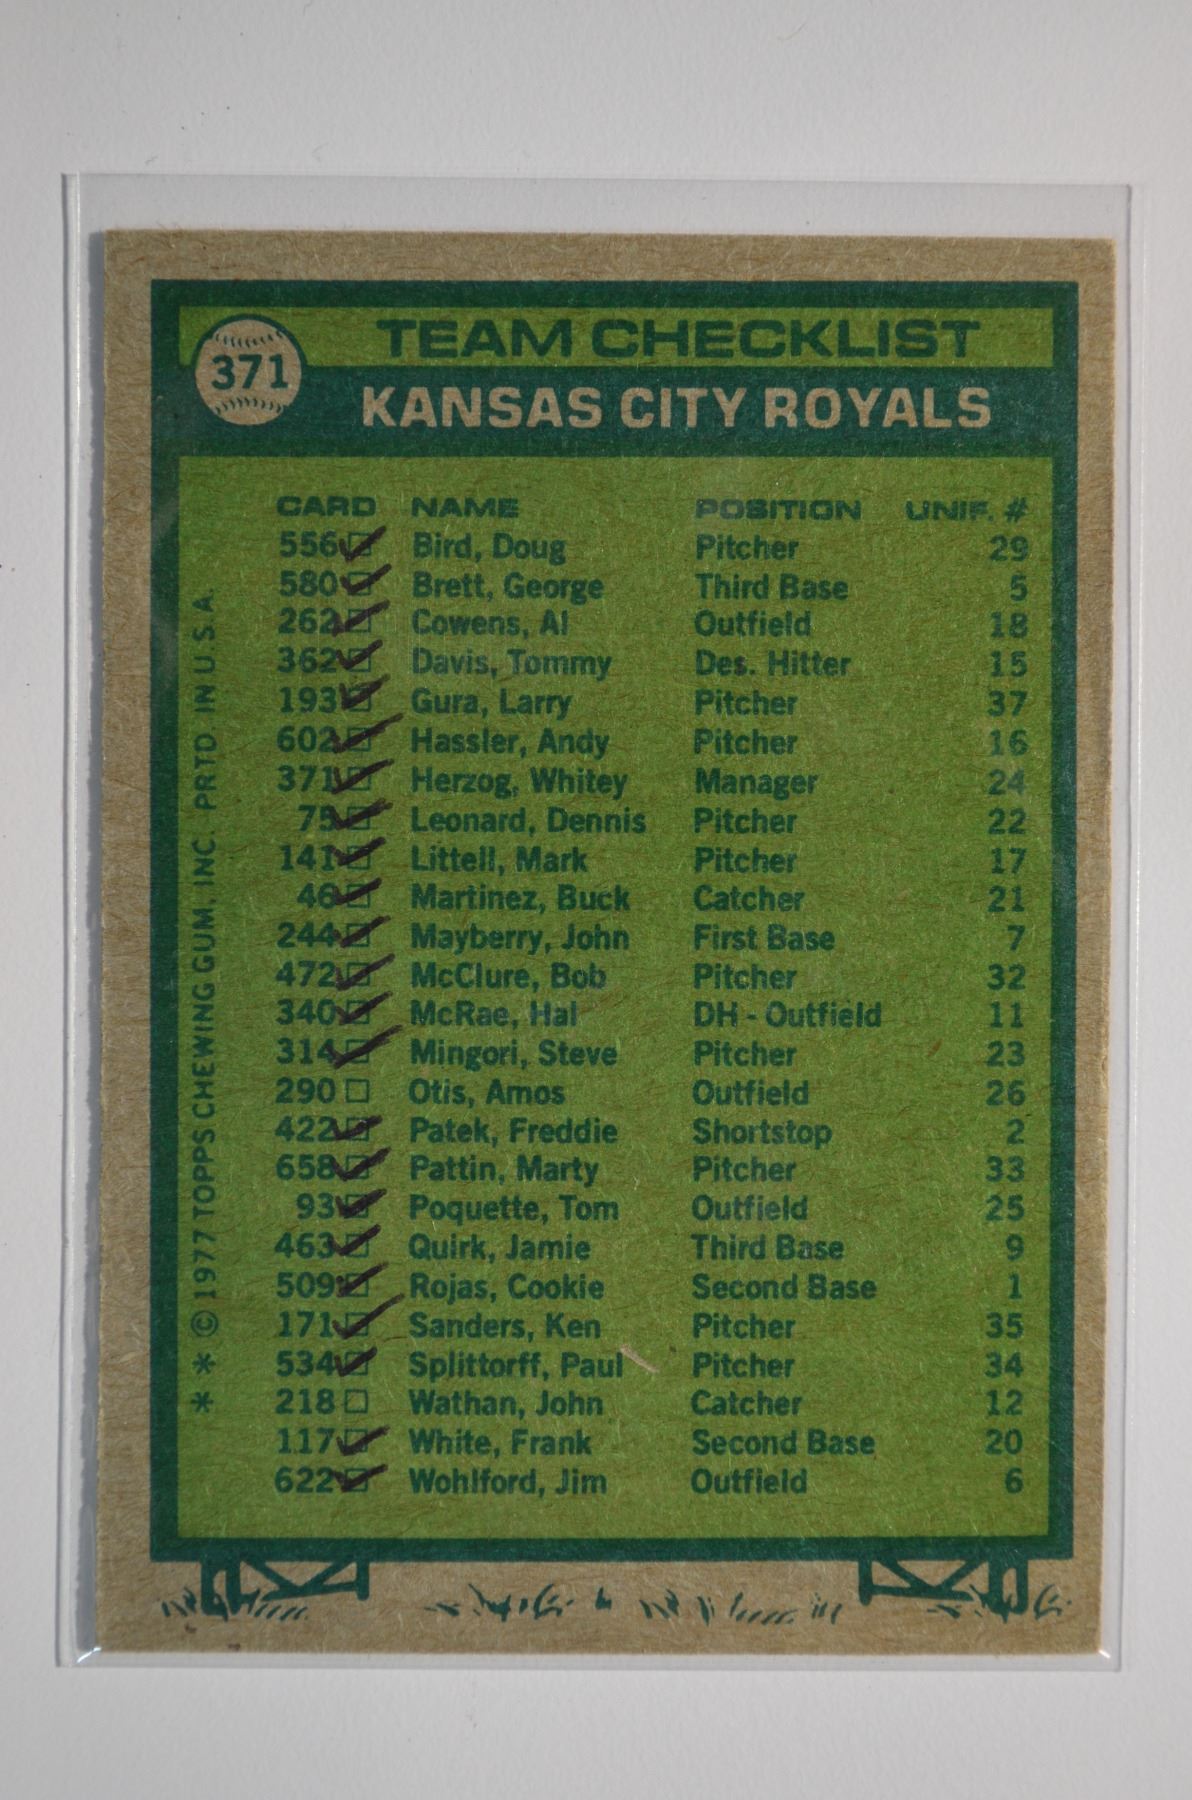 371
TEAM CHECKLIST
KANSAS CITY ROYALS
CARD NAME POSITION UNIF. #
556 Bird, Doug Pitcher 29
580 Brett, George Third Base 5
262 Cowens, Al Outfield 18
362 Davis, Tommy Des. Hitter 15
193 Gura, Larry Pitcher 37
602 Hassler, Andy Pitcher 16
371 Herzog, Whitey Manager 24
75 Leonard, Dennis Pitcher 22
141 Littell, Mark Pitcher 17
46 Martinez, Buck Catcher 21
244 Mayberry, John First Base 7
472 McClure, Bob Pitcher 32
340 McRae, Hal DH - Outfield 11
314 Mingori, Steve Pitcher 23
290 Otis, Amos Outfield 26
422 Patek, Freddie Shortstop 2
658 Pattin, Marty Pitcher 33
93 Poquette, Tom Outfield 25
463 Quirk, Jamie Third Base 9
509 Rojas, Cookie Second Base 1
171 Sanders, Ken Pitcher 35
534 Splittorff, Paul Pitcher 34
218 Wathan, John Catcher 12
117 White, Frank Second Base 20
622 Wohlford, Jim Outfield 6
* * © 1977 TOPPS CHEWING GUM, INC. PRTD. IN U.S.A.